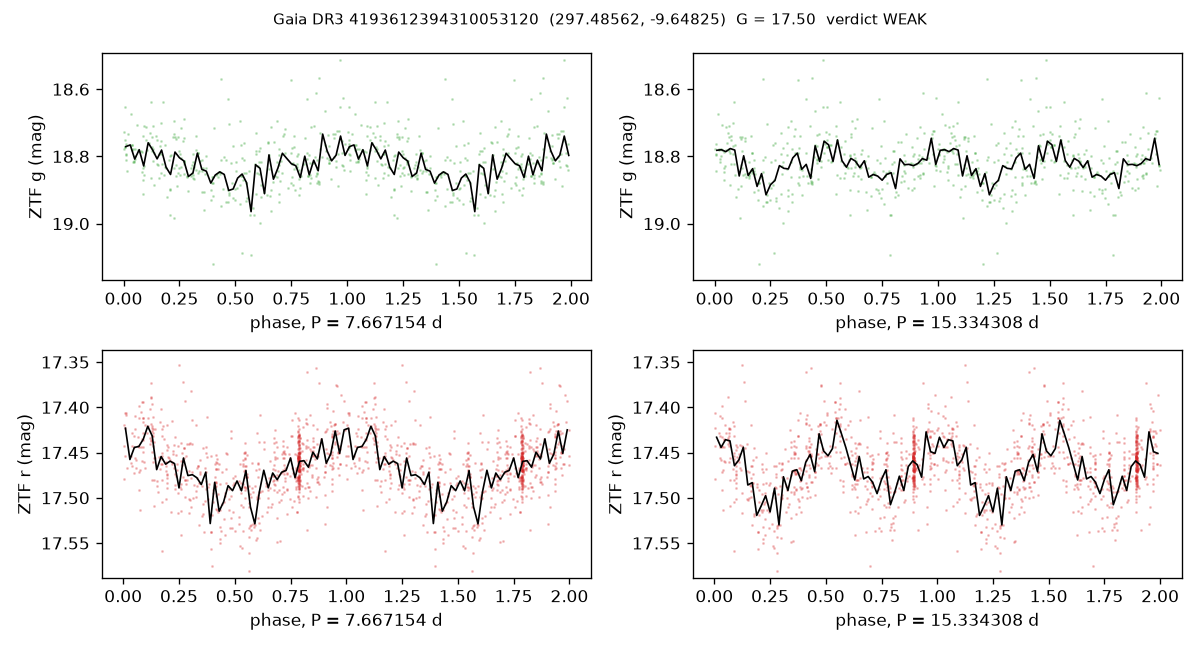 Gaia DR3 4193612394310053120  (297.48562, -9.64825)  G = 17.50  verdict WEAK
ZTF g (mag)
18.6
18.8
19.0
0.00 0.25 0.50 0.75 1.00 1.25 1.50 1.75 2.00
phase, P = 7.667154 d
ZTF g (mag)
18.6
18.8
19.0
0.00 0.25 0.50 0.75 1.00 1.25 1.50 1.75 2.00
phase, P = 15.334308 d
ZTF r (mag)
17.35
17.40
17.45
17.50
17.55
0.00 0.25 0.50 0.75 1.00 1.25 1.50 1.75 2.00
phase, P = 7.667154 d
ZTF r (mag)
17.35
17.40
17.45
17.50
17.55
0.00 0.25 0.50 0.75 1.00 1.25 1.50 1.75 2.00
phase, P = 15.334308 d